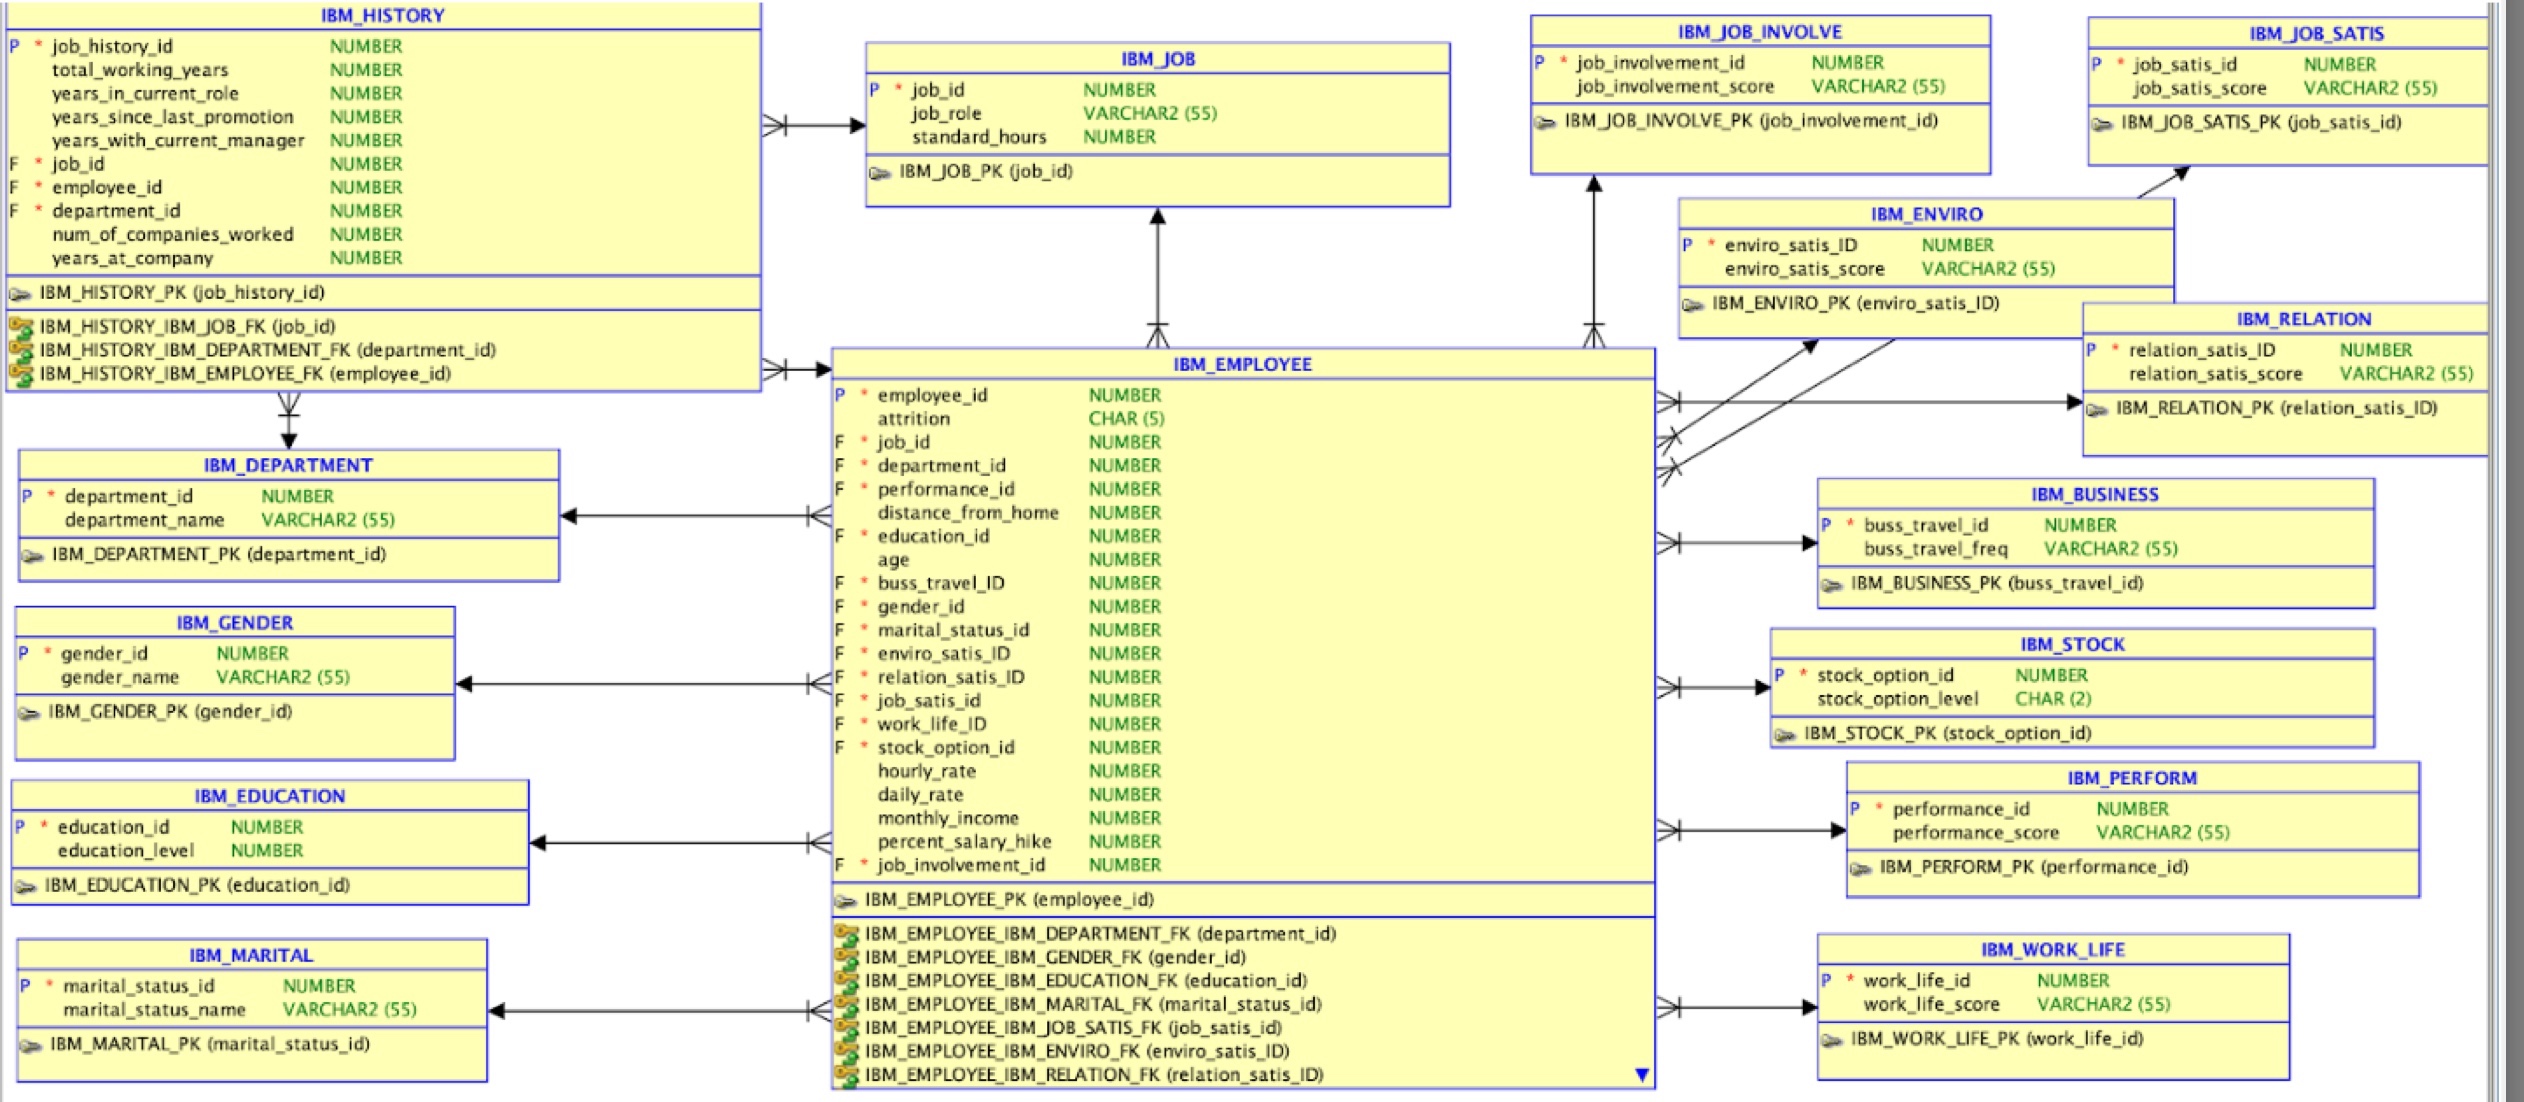 IBM_HISTORY
P * job_history_id NUMBER
total_working_years NUMBER
years_in_current_role NUMBER
years_since_last_promotion NUMBER
years_with_current_manager NUMBER
F * job_id NUMBER
F * employee_id NUMBER
F * department_id NUMBER
num_of_companies_worked NUMBER
years_at_company NUMBER
IBM_HISTORY_PK (job_history_id)
IBM_HISTORY_IBM_JOB_FK (job_id)
IBM_HISTORY_IBM_DEPARTMENT_FK (department_id)
IBM_HISTORY_IBM_EMPLOYEE_FK (employee_id)
IBM_JOB
P * job_id NUMBER
job_role VARCHAR2 (55)
standard_hours NUMBER
IBM_JOB_PK (job_id)
IBM_JOB_INVOLVE
P * job_involvement_id NUMBER
job_involvement_score VARCHAR2 (55)
IBM_JOB_INVOLVE_PK (job_involvement_id)
IBM_JOB_SATIS
P * job_satis_id NUMBER
job_satis_score VARCHAR2 (55)
IBM_JOB_SATIS_PK (job_satis_id)
IBM_ENVIRO
P * enviro_satis_ID NUMBER
enviro_satis_score VARCHAR2 (55)
IBM_ENVIRO_PK (enviro_satis_ID)
IBM_RELATION
P * relation_satis_ID NUMBER
relation_satis_score VARCHAR2 (55)
IBM_RELATION_PK (relation_satis_ID)
IBM_DEPARTMENT
P * department_id NUMBER
department_name VARCHAR2 (55)
IBM_DEPARTMENT_PK (department_id)
IBM_GENDER
P * gender_id NUMBER
gender_name VARCHAR2 (55)
IBM_GENDER_PK (gender_id)
IBM_EDUCATION
P * education_id NUMBER
education_level NUMBER
IBM_EDUCATION_PK (education_id)
IBM_MARITAL
P * marital_status_id NUMBER
marital_status_name VARCHAR2 (55)
IBM_MARITAL_PK (marital_status_id)
IBM_EMPLOYEE
P * employee_id NUMBER
attrition CHAR (5)
F * job_id NUMBER
F * department_id NUMBER
F * performance_id NUMBER
distance_from_home NUMBER
F * education_id NUMBER
age NUMBER
F * buss_travel_ID NUMBER
F * gender_id NUMBER
F * marital_status_id NUMBER
F * enviro_satis_ID NUMBER
F * relation_satis_ID NUMBER
F * job_satis_id NUMBER
F * work_life_ID NUMBER
F * stock_option_id NUMBER
hourly_rate NUMBER
daily_rate NUMBER
monthly_income NUMBER
percent_salary_hike NUMBER
F * job_involvement_id NUMBER
IBM_EMPLOYEE_PK (employee_id)
IBM_EMPLOYEE_IBM_DEPARTMENT_FK (department_id)
IBM_EMPLOYEE_IBM_GENDER_FK (gender_id)
IBM_EMPLOYEE_IBM_EDUCATION_FK (education_id)
IBM_EMPLOYEE_IBM_MARITAL_FK (marital_status_id)
IBM_EMPLOYEE_IBM_JOB_SATIS_FK (job_satis_id)
IBM_EMPLOYEE_IBM_ENVIRO_FK (enviro_satis_ID)
IBM_EMPLOYEE_IBM_RELATION_FK (relation_satis_ID)
IBM_BUSINESS
P * buss_travel_id NUMBER
buss_travel_freq VARCHAR2 (55)
IBM_BUSINESS_PK (buss_travel_id)
IBM_STOCK
P * stock_option_id NUMBER
stock_option_level CHAR (2)
IBM_STOCK_PK (stock_option_id)
IBM_PERFORM
P * performance_id NUMBER
performance_score VARCHAR2 (55)
IBM_PERFORM_PK (performance_id)
IBM_WORK_LIFE
P * work_life_id NUMBER
work_life_score VARCHAR2 (55)
IBM_WORK_LIFE_PK (work_life_id)